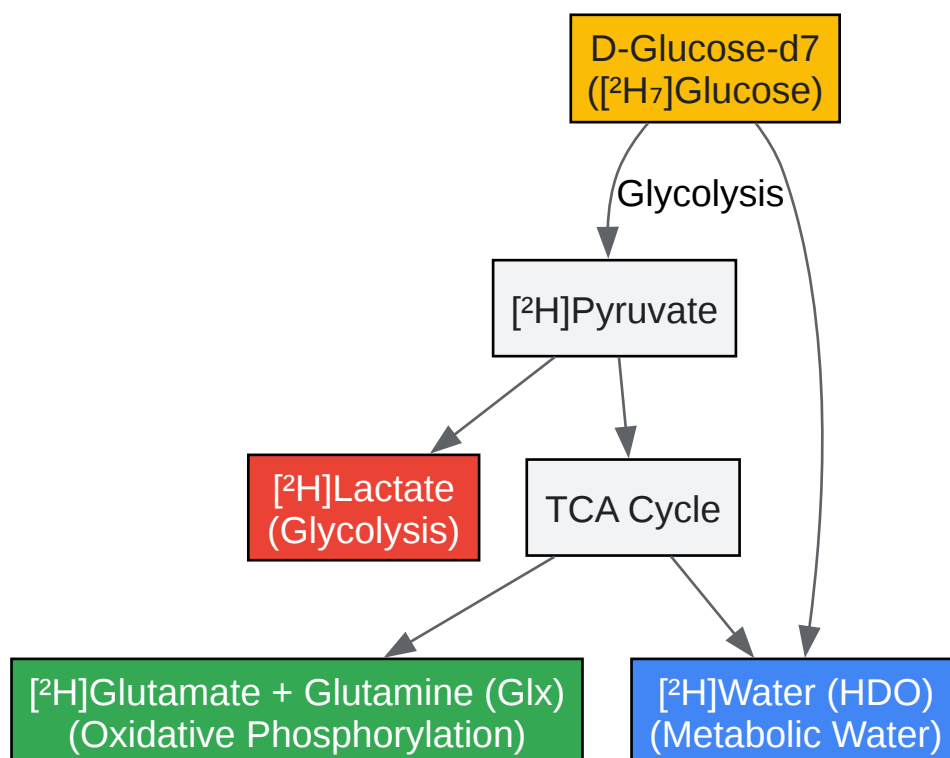 D-Glucose-d7
([²H₇]Glucose)
Glycolysis
[²H]Pyruvate
[²H]Lactate
(Glycolysis)
TCA Cycle
[²H]Glutamate + Glutamine (Glx)
(Oxidative Phosphorylation)
[²H]Water (HDO)
(Metabolic Water)